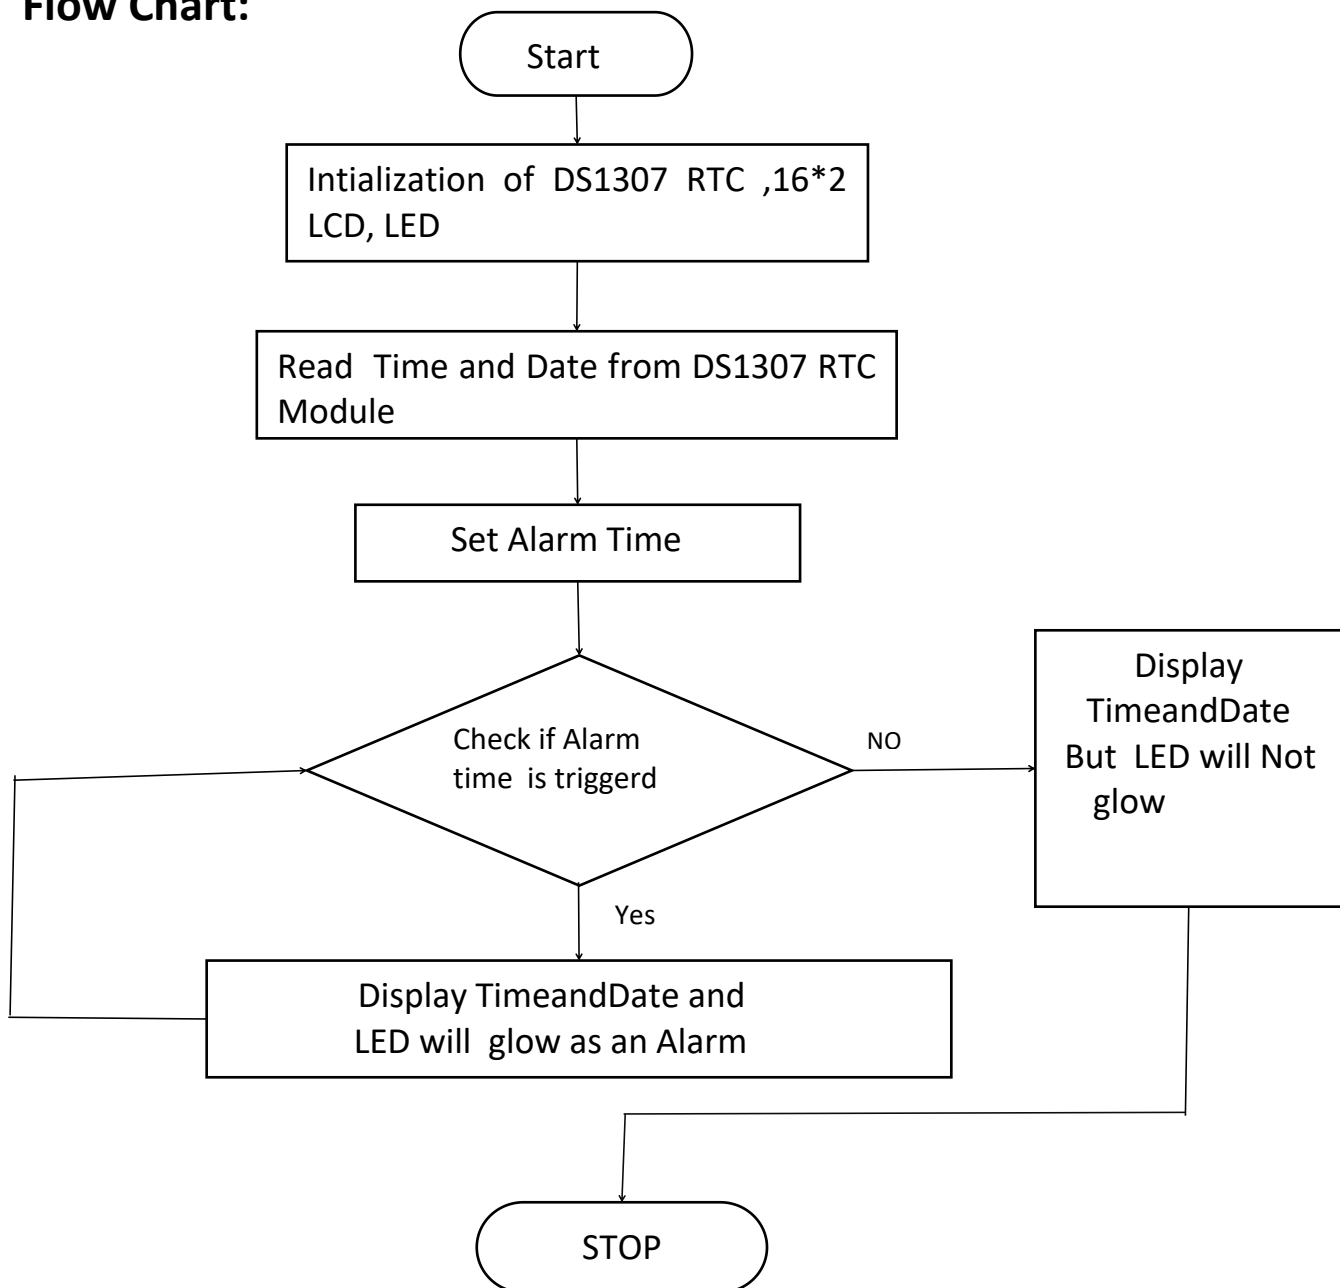 Flow Chart:
Start
Intialization of DS1307 RTC ,16*2
LCD, LED
Read Time and Date from DS1307 RTC
Module
Set Alarm Time
Check if Alarm
time is triggerd
NO
Display
TimeandDate
But LED will Not
glow
Yes
Display TimeandDate and
LED will glow as an Alarm
STOP